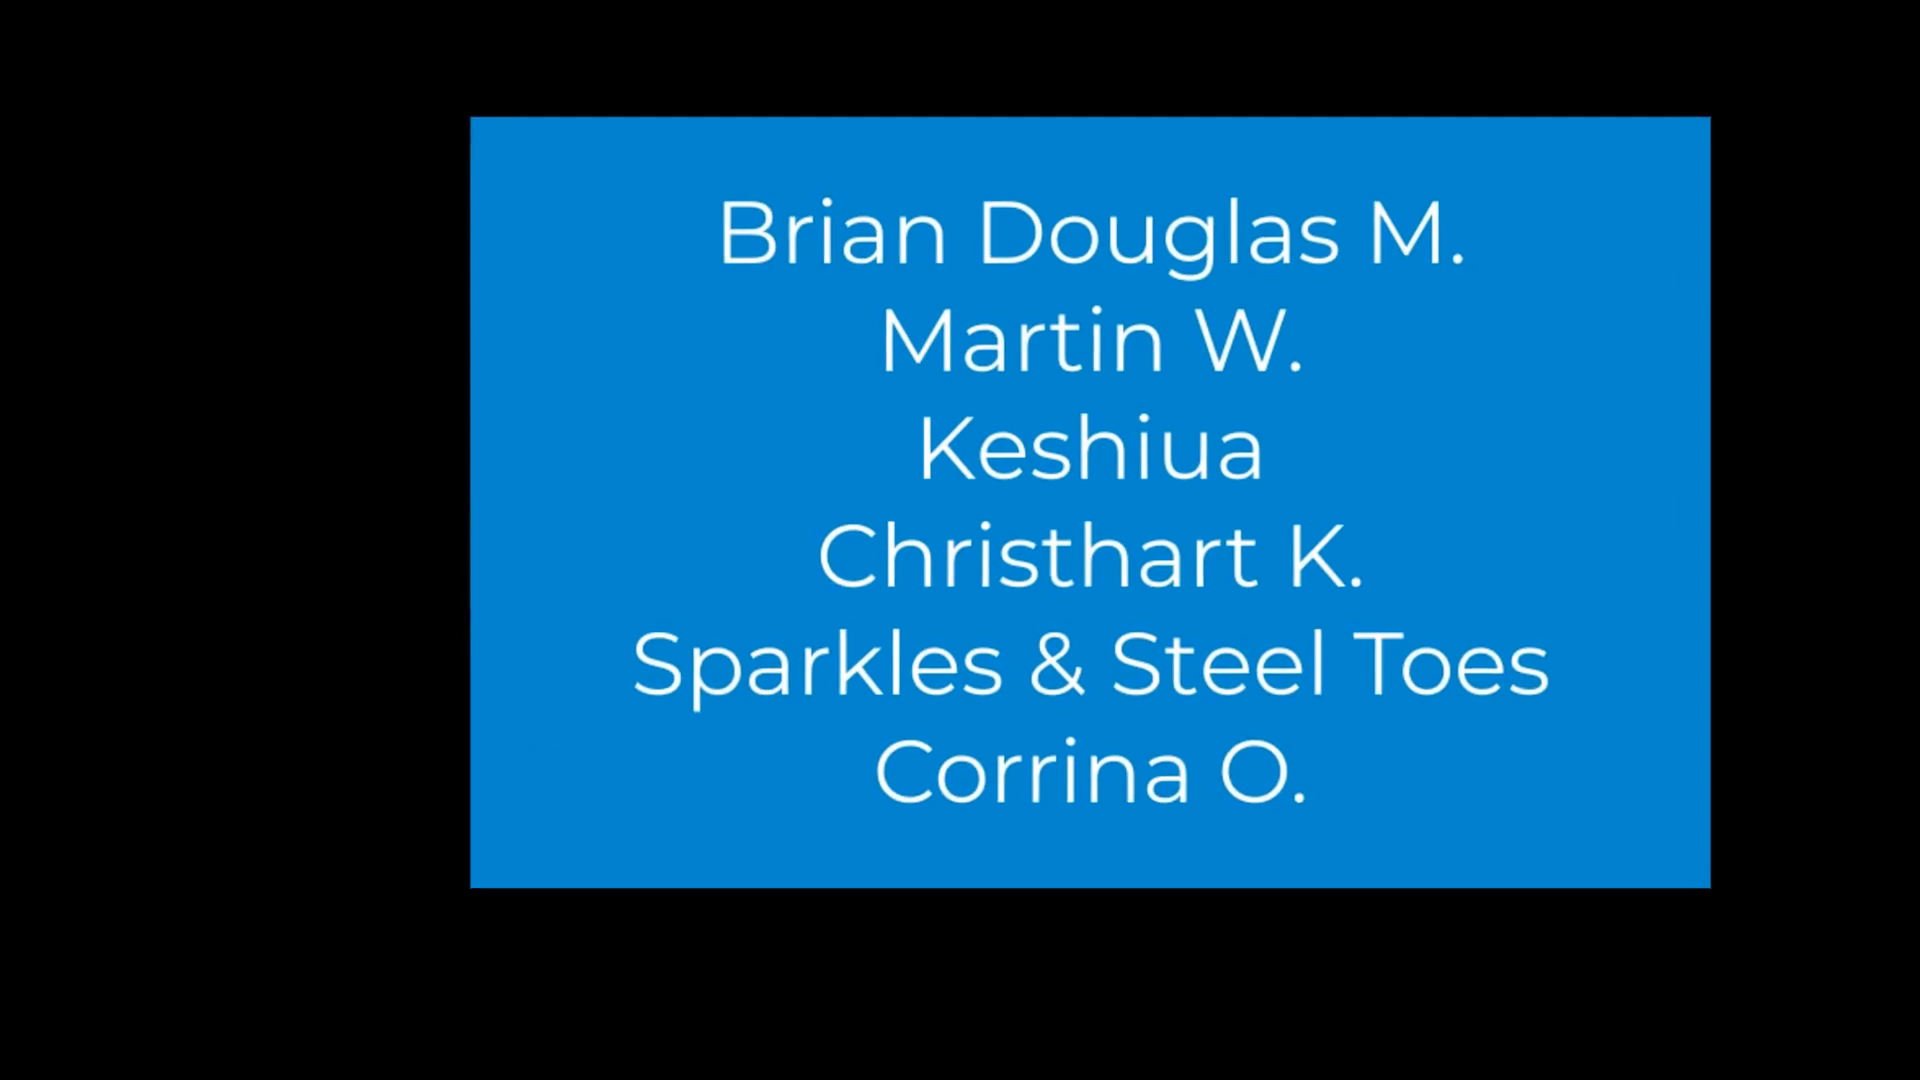 Brian Douglas M.
Martin W.
Keshiua
Christhart K.
Sparkles & Steel Toes
Corrina O.